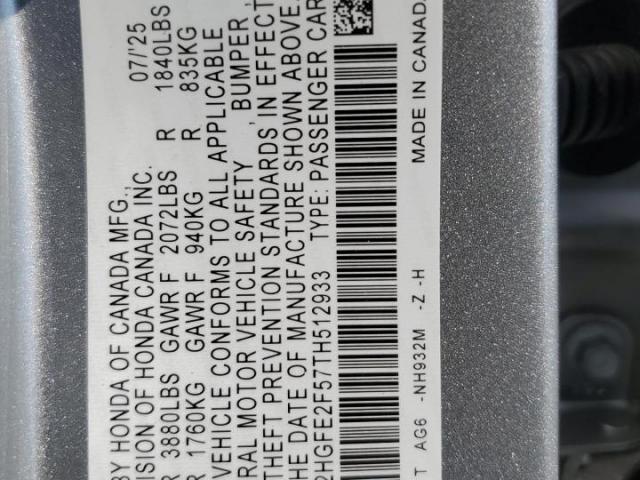 BY HONDA OF CANADA MFG., 07/'25
ISION OF HONDA CANADA INC.
R 3880LBS GAWR F 2072LBS R 1840LBS
R 1760KG GAWR F 940KG R 835KG
VEHICLE CONFORMS TO ALL APPLICABLE
RAL MOTOR VEHICLE SAFETY , BUMPER ,
THEFT PREVENTION STANDARDS IN EFFECT
HE DATE OF MANUFACTURE SHOWN ABOVE.
2HGFE2F57TH512933 TYPE: PASSENGER CAR
T AG6 -NH932M -Z -H MADE IN CANADA